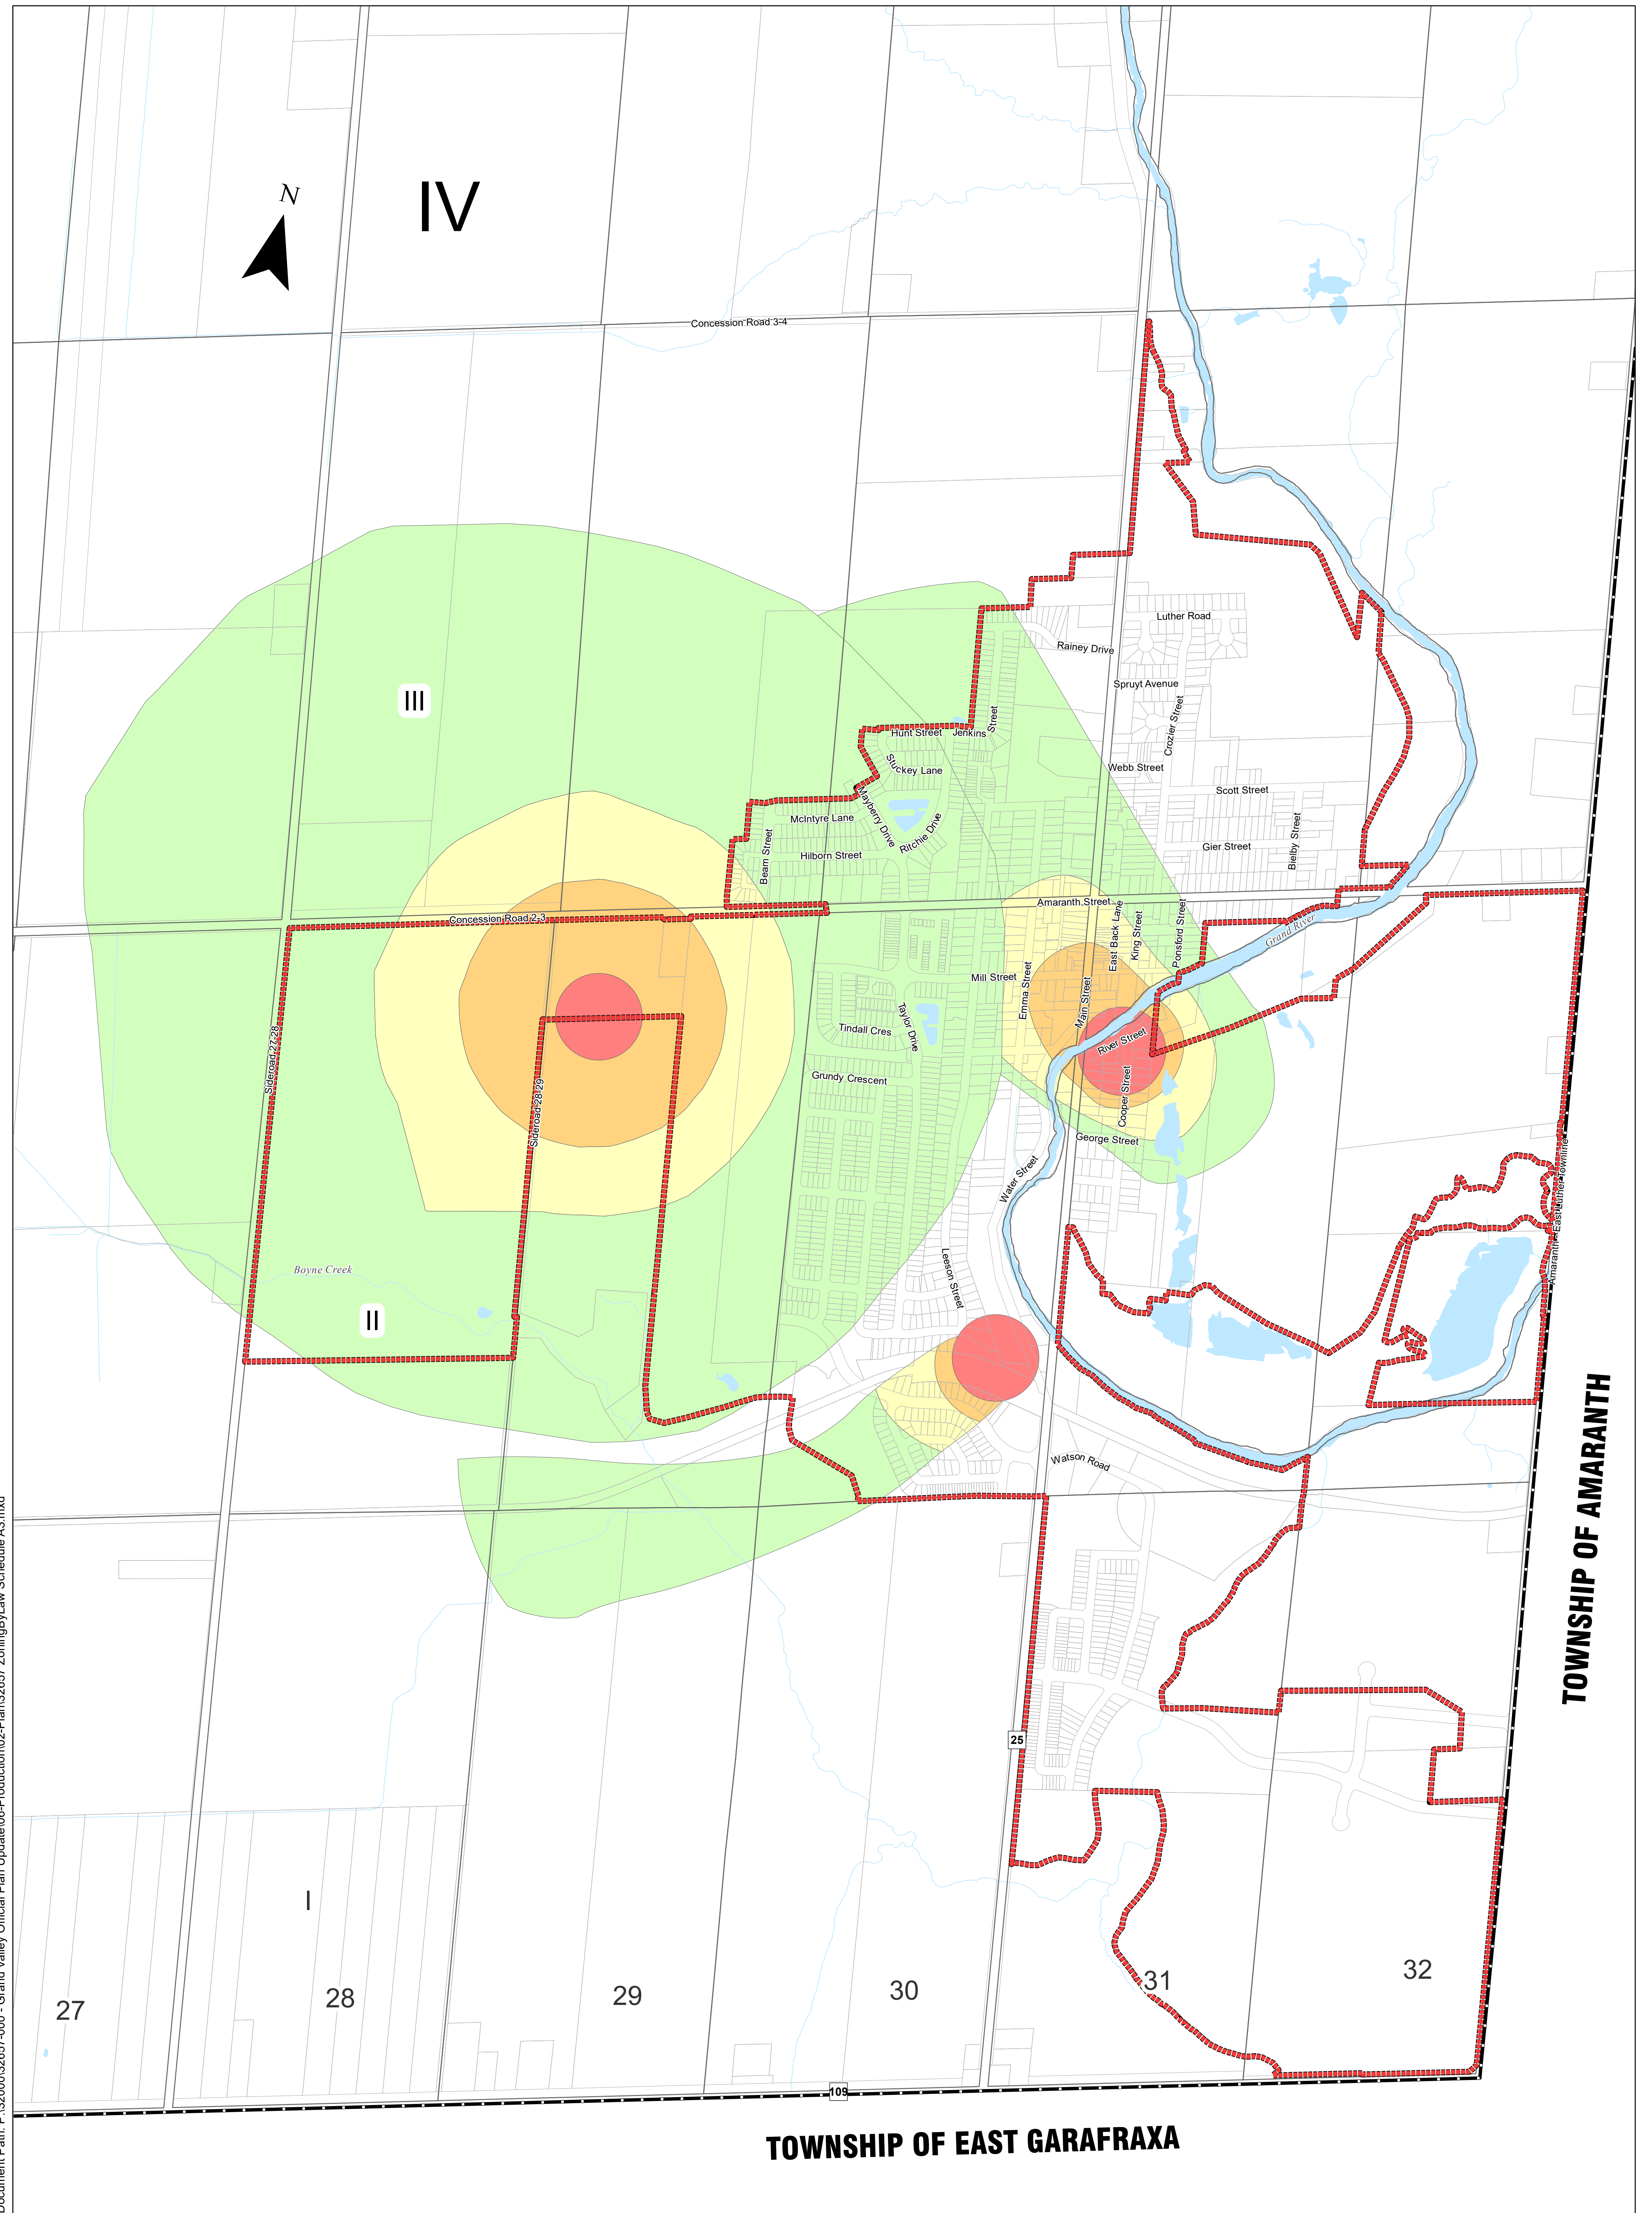 N
IV
Concession Road 3-4
Luther Road
Rainey Drive
Spruyt Avenue
III
Crozier Street
Street
Hunt Street
Jenkins
Webb Street
Stuckey Lane
Scott Street
Mayberry Drive
McIntyre Lane
Ritchie Drive
Bielby Street
Gier Street
Beam Street
Hilborn Street
Amaranth Street
Concession Road 2-3
East Back Lane
King Street
Ponsford Street
Grand River
Mill Street
Emma Street
Main Street
Taylor Drive
Tindall Cres
River Street
Sideroad 27-28
Sideroad 28-29
Grundy Crescent
Cooper Street
George Street
Water Street
Amaranth - East Luther Townline
Boyne Creek
Leeson Street
II
Watson Road
TOWNSHIP OF AMARANTH
25
I
27
28
29
30
31
32
109
TOWNSHIP OF EAST GARAFRAXA